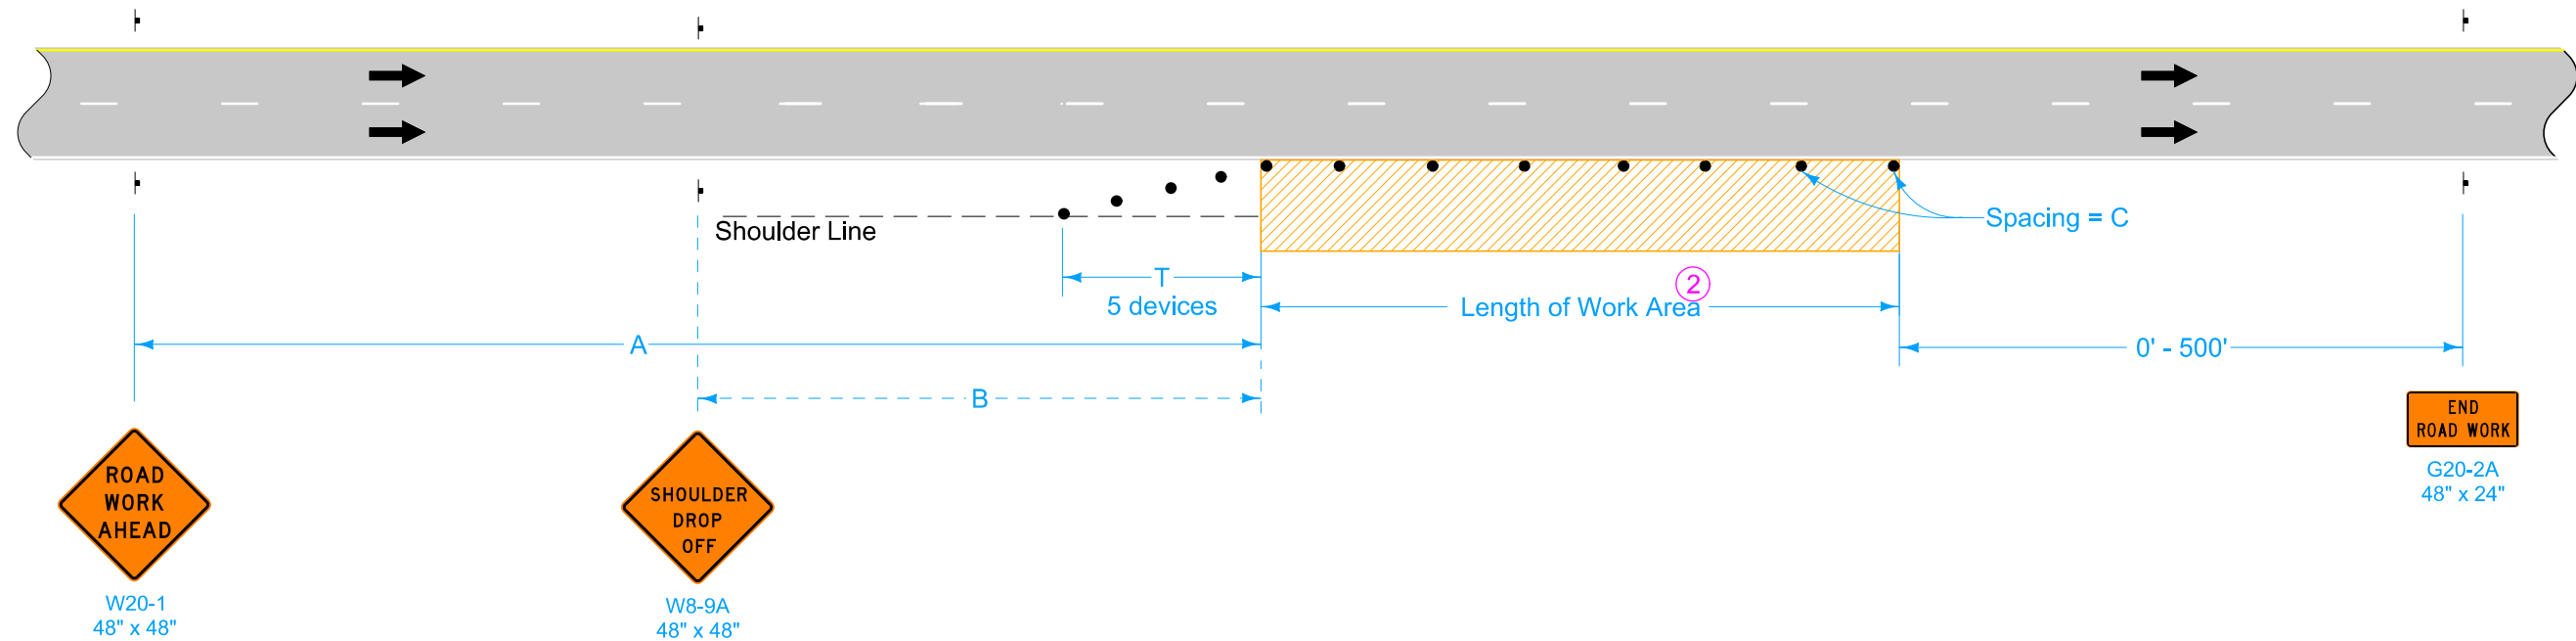 Shoulder Line
Spacing = C
T
5 devices
2
Length of Work Area
A
0' - 500'
B
ROAD
WORK
AHEAD
W20-1
48" x 48"
SHOULDER
DROP
OFF
W8-9A
48" x 48"
END
ROAD WORK
G20-2A
48" x 24"